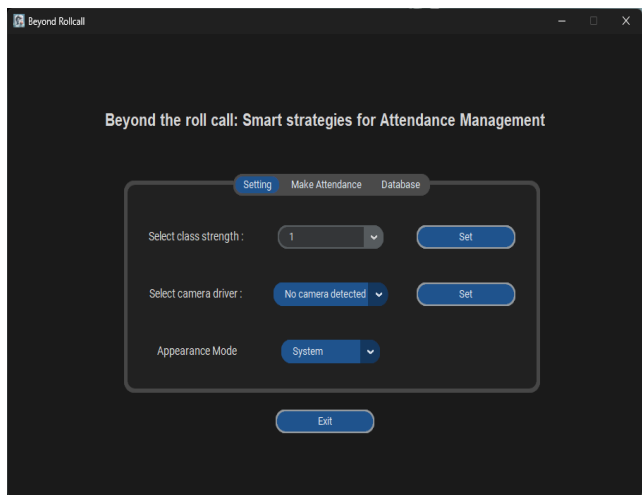 Beyond Rollcall
Beyond the roll call: Smart strategies for Attendance Management
Setting Make Attendance Database
Select class strength : 1 Set
Select camera driver : No camera detected Set
Appearance Mode System
Exit